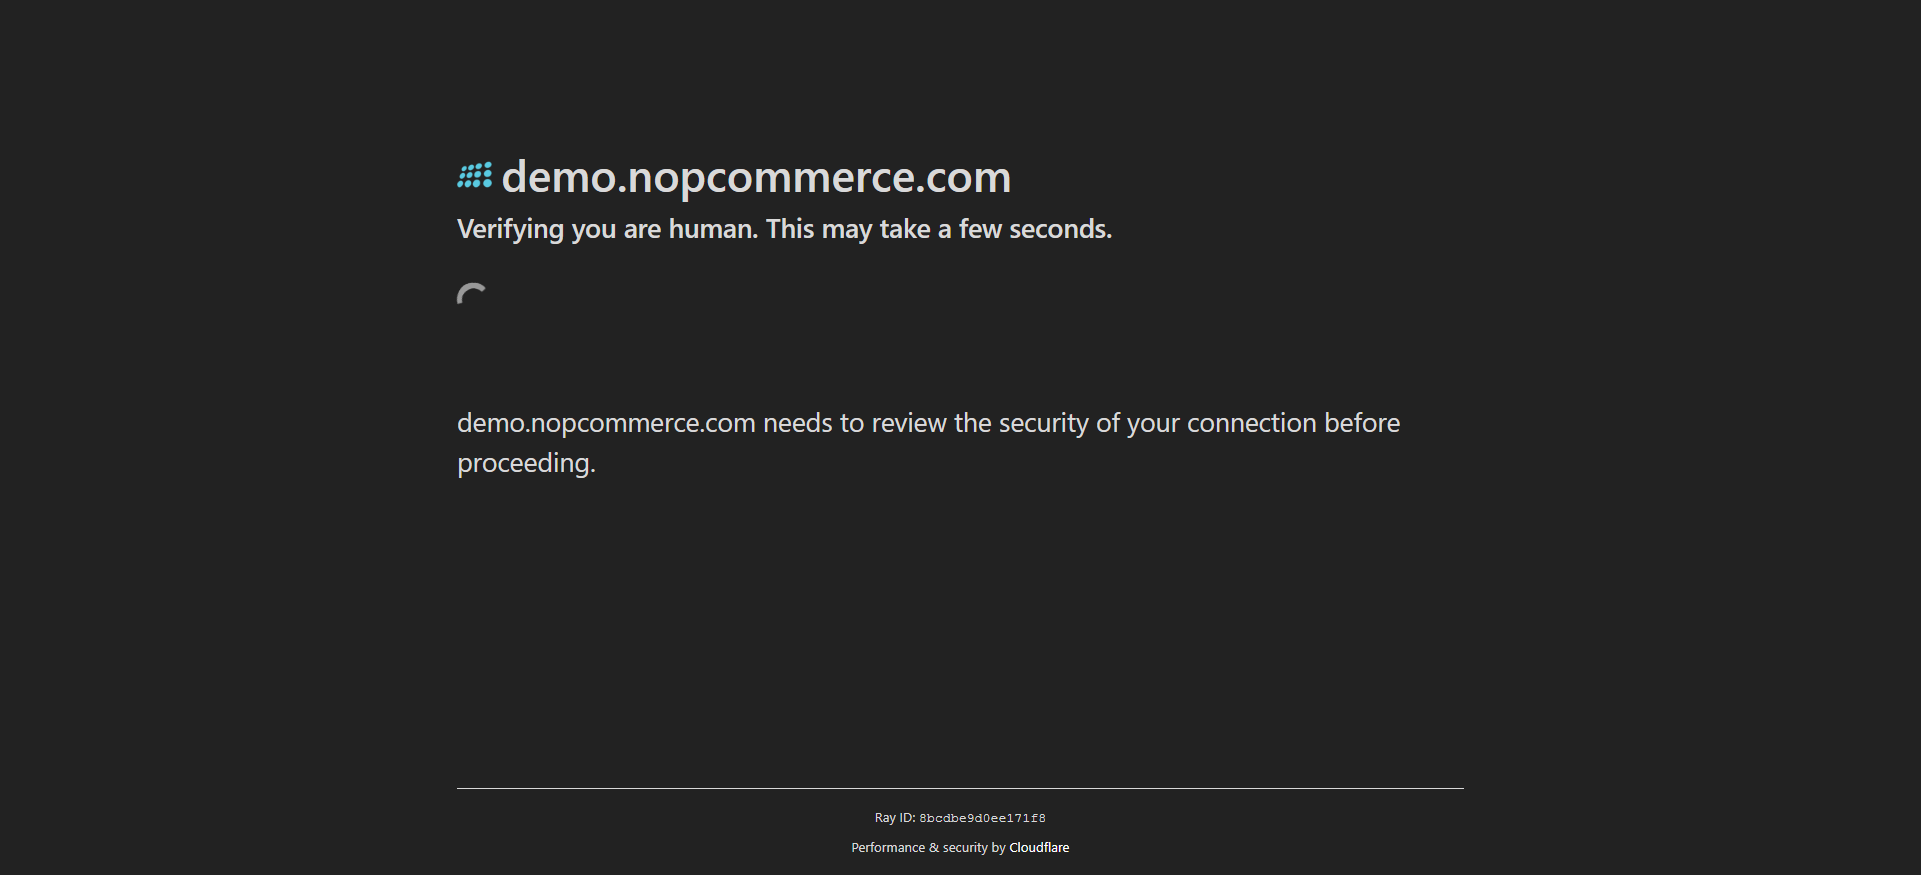 demo.nopcommerce.com
Verifying you are human. This may take a few seconds.
demo.nopcommerce.com needs to review the security of your connection before
proceeding.
Ray ID: 8bcdbe9d0ee171f8
Performance & security by Cloudflare